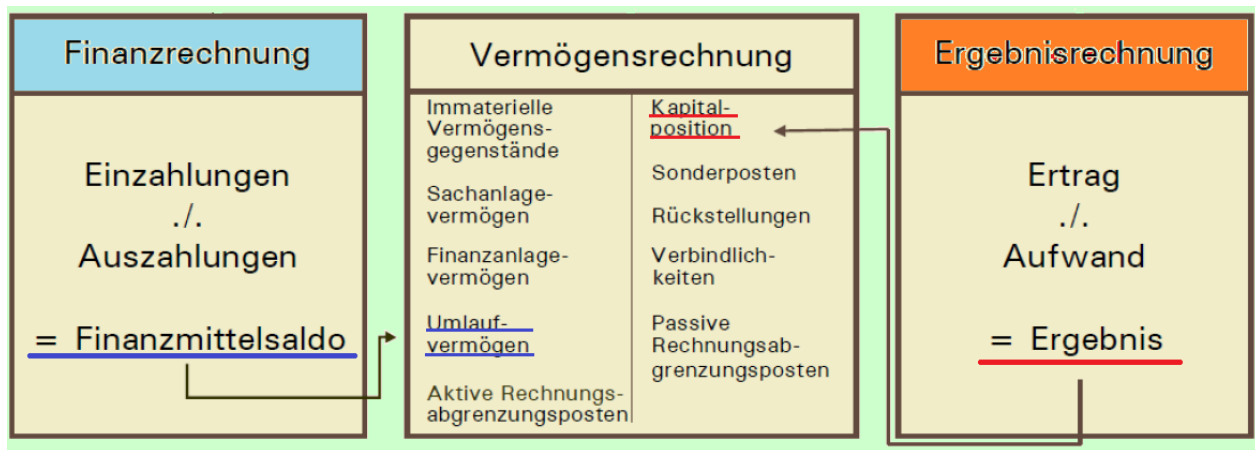 Finanzrechnung
Einzahlungen
./.
Auszahlungen
= Finanzmittelsaldo
Vermögensrechnung
Immaterielle
Vermögens-
gegenstände
Sachanlage-
vermögen
Finanzanlage-
vermögen
Umlauf-
vermögen
Aktive Rechnungs-
abgrenzungsposten
Kapital-
position
Sonderposten
Rückstellungen
Verbindlich-
keiten
Passive
Rechnungsab-
grenzungsposten
Ergebnisrechnung
Ertrag
./.
Aufwand
= Ergebnis